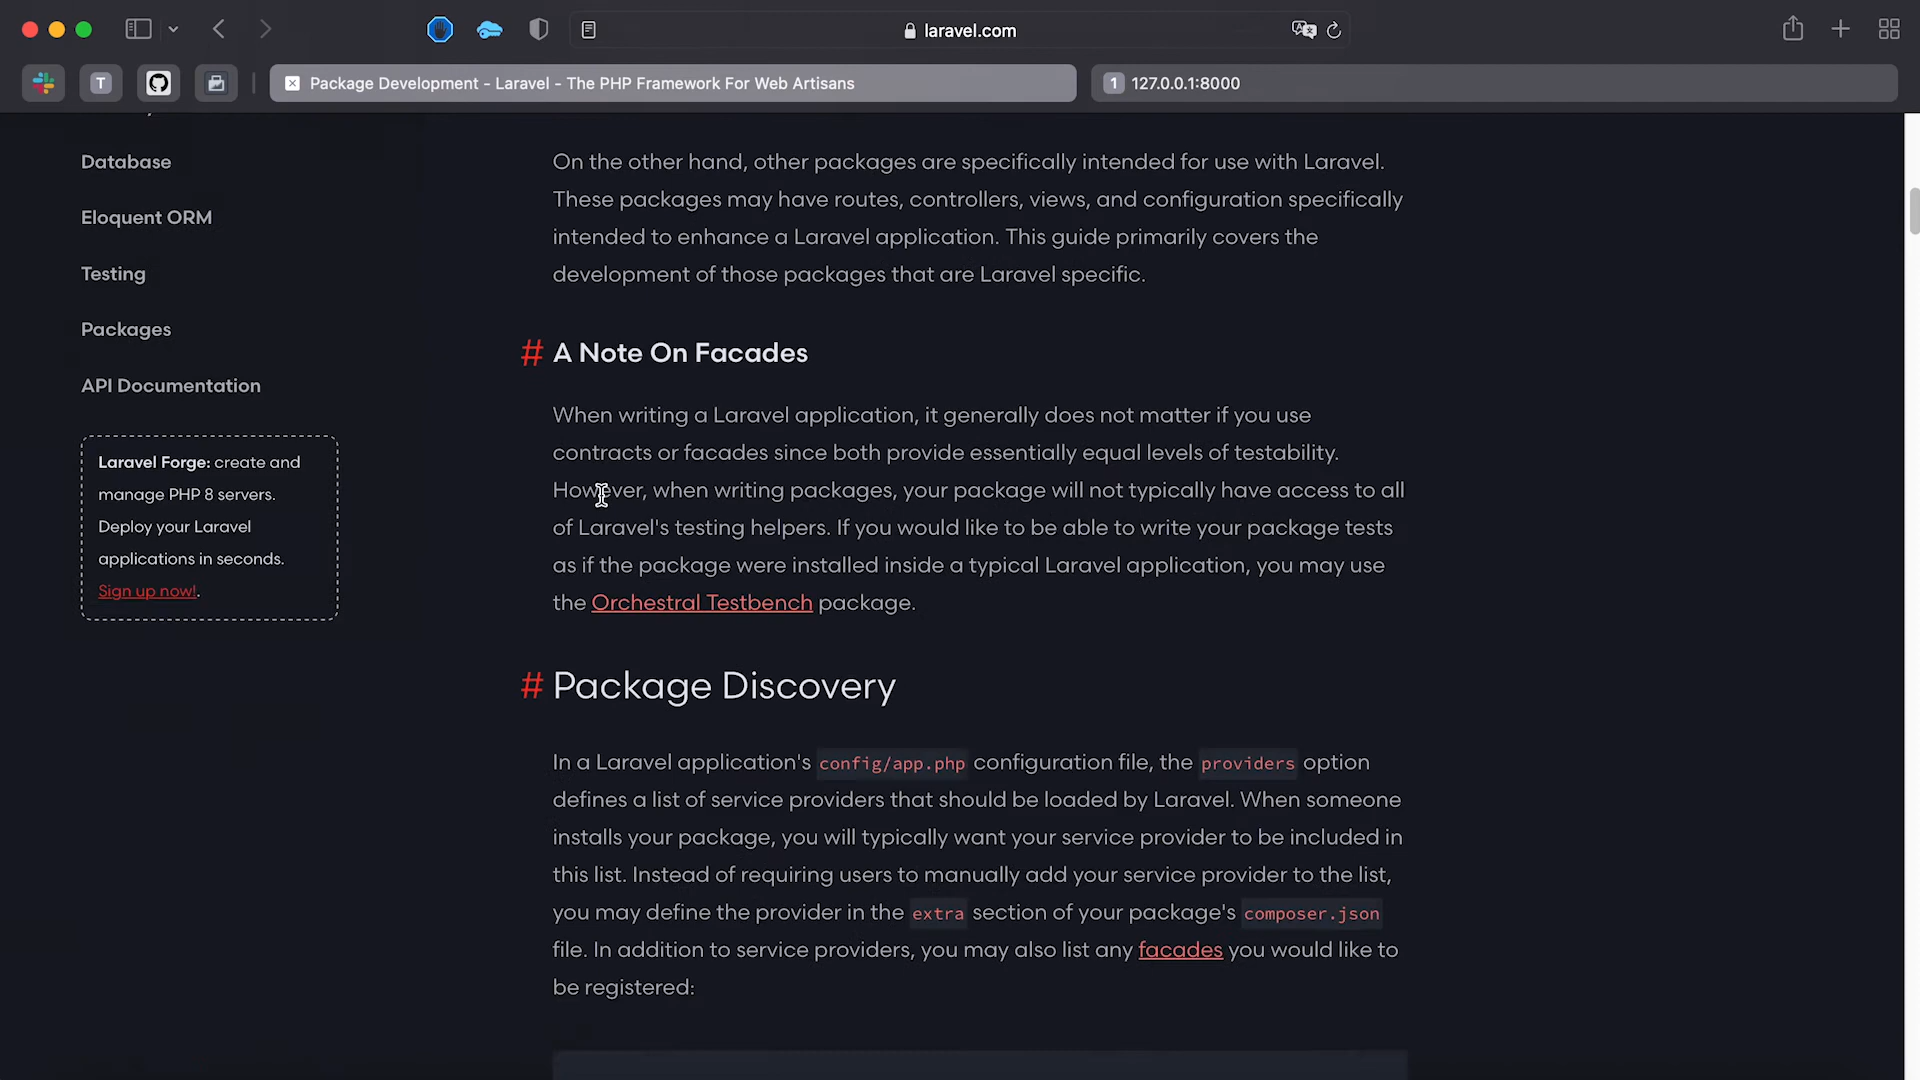 laravel.com
T
Package Development - Laravel - The PHP Framework For Web Artisans
1 127.0.0.1:8000
Database
Eloquent ORM
Testing
Packages
API Documentation
Laravel Forge: create and
manage PHP 8 servers.
Deploy your Laravel
applications in seconds.
Sign up now!.
On the other hand, other packages are specifically intended for use with Laravel.
These packages may have routes, controllers, views, and configuration specifically
intended to enhance a Laravel application. This guide primarily covers the
development of those packages that are Laravel specific.
# A Note On Facades
When writing a Laravel application, it generally does not matter if you use
contracts or facades since both provide essentially equal levels of testability.
However, when writing packages, your package will not typically have access to all
of Laravel's testing helpers. If you would like to be able to write your package tests
as if the package were installed inside a typical Laravel application, you may use
the Orchestral Testbench package.
# Package Discovery
In a Laravel application's config/app.php configuration file, the providers option
defines a list of service providers that should be loaded by Laravel. When someone
installs your package, you will typically want your service provider to be included in
this list. Instead of requiring users to manually add your service provider to the list,
you may define the provider in the extra section of your package's composer.json
file. In addition to service providers, you may also list any facades you would like to
be registered: